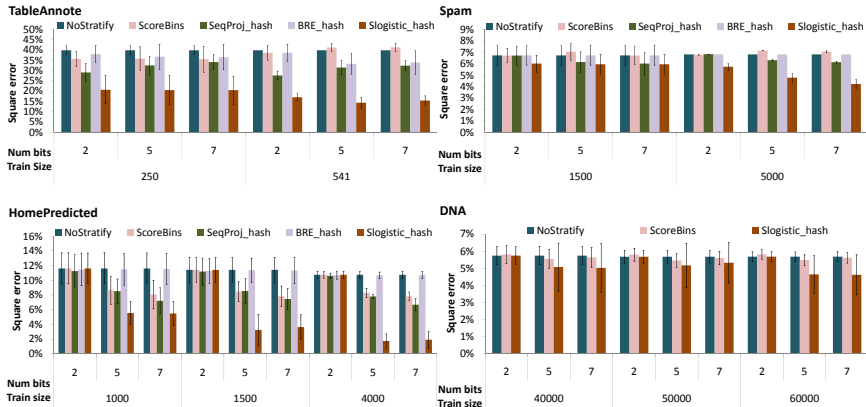 TableAnnote
NoStratify ScoreBins SeqProj_hash BRE_hash Slogistic_hash
Square error
50%
45%
40%
35%
30%
25%
20%
15%
10%
5%
0%
Num bits 2 5 7 2 5 7
Train Size 250 541
Spam
NoStratify ScoreBins SeqProj_hash BRE_hash Slogistic_hash
Square error
9%
8%
7%
6%
5%
4%
3%
2%
1%
0%
Num bits 2 5 7 2 5 7
Train Size 1500 5000
HomePredicted
NoStratify ScoreBins SeqProj_hash BRE_hash Slogistic_hash
Square error
16%
14%
12%
10%
8%
6%
4%
2%
0%
Num bits 2 5 7 2 5 7 2 5 7
Train size 1000 1500 4000
DNA
NoStratify ScoreBins Slogistic_hash
Square error
7%
6%
5%
4%
3%
2%
1%
0%
Num bits 2 5 7 2 5 7 2 5 7
Train size 40000 50000 60000